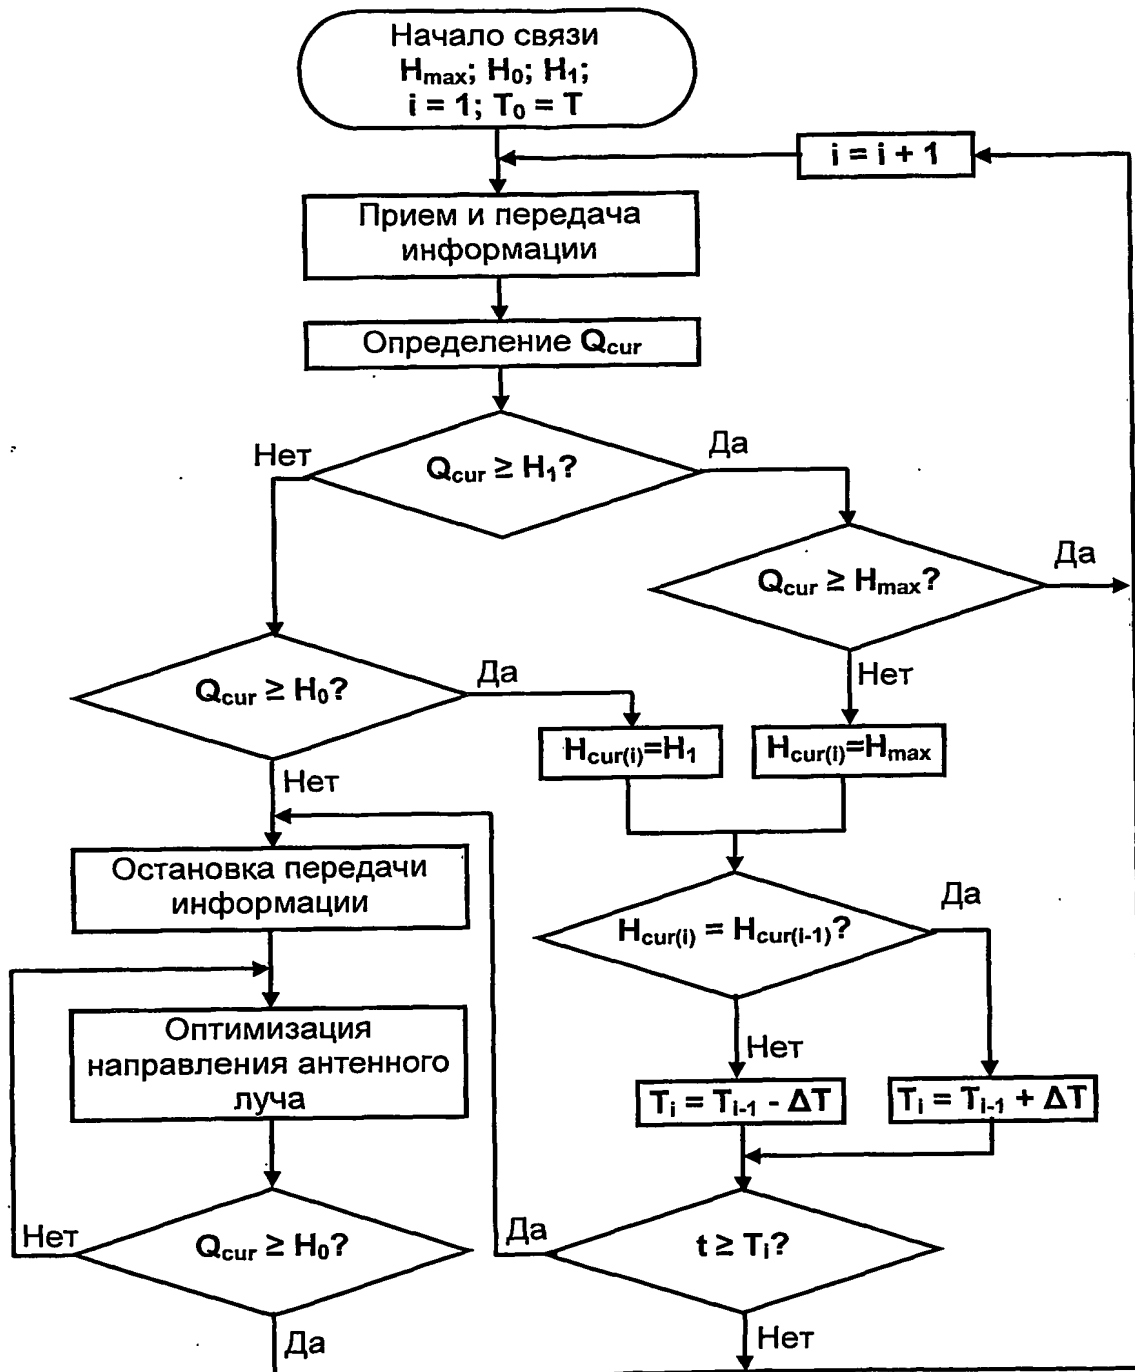 Начало связи
Hmax; H0; H1;
i = 1; T0 = T
i = i + 1
Прием и передача
информации
Определение Qcur
Нет
Qcur ≥ H1?
Да
Qcur ≥ Hmax?
Да
Нет
Qcur ≥ H0?
Да
Нет
Hcur(i)=H1
Hcur(i)=Hmax
Остановка передачи
информации
Hcur(i) = Hcur(i-1)?
Да
Нет
Оптимизация
направления антенного
луча
Ti = Ti-1 - ΔT
Ti = Ti-1 + ΔT
Нет
Qcur ≥ H0?
Да
Да
t ≥ Ti?
Нет